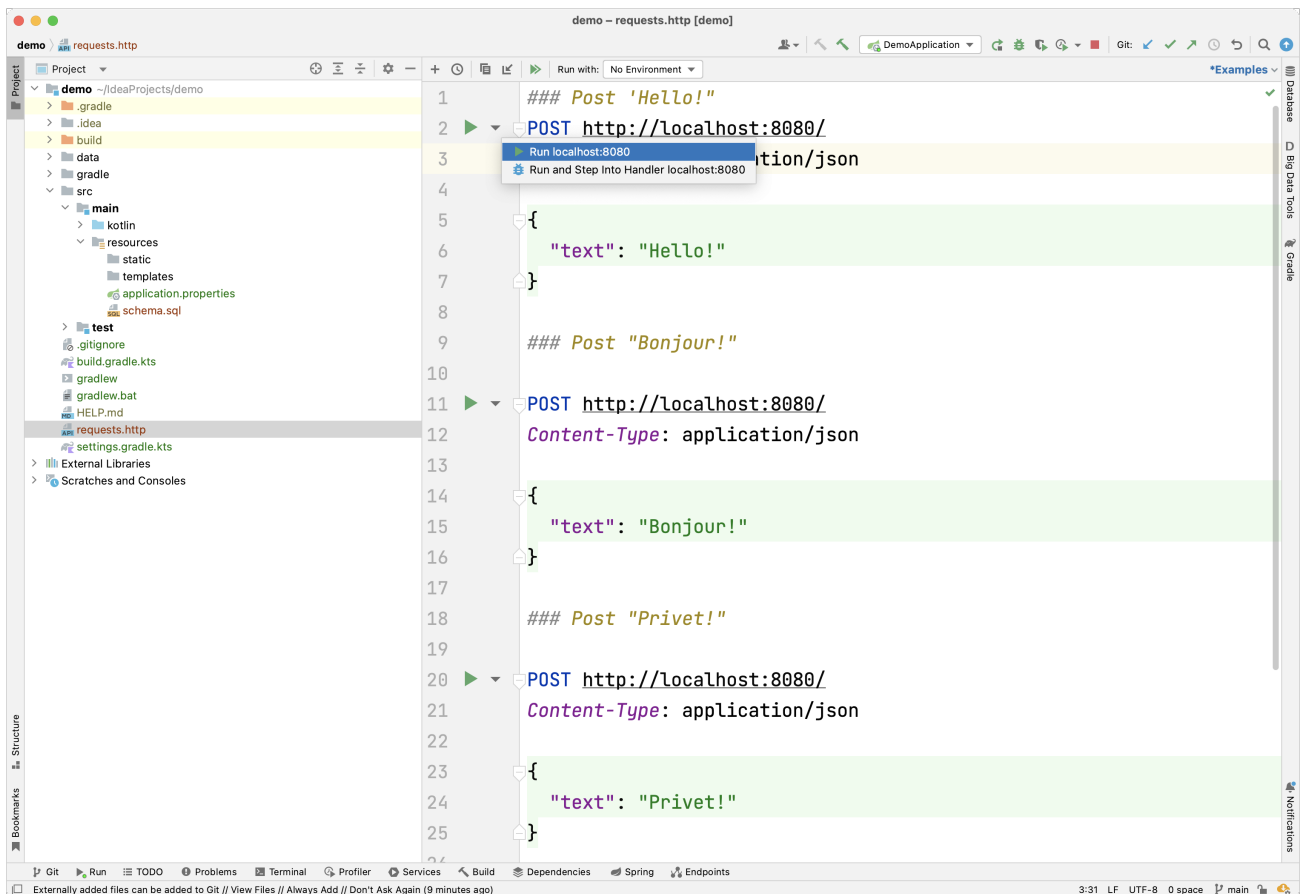 demo – requests.http [demo]
demo requests.http
DemoApplication
Git:
Project
Run with: No Environment
*Examples
Project
demo ~/IdeaProjects/demo
.gradle
.idea
build
data
gradle
src
main
kotlin
resources
static
templates
application.properties
schema.sql
test
.gitignore
build.gradle.kts
gradlew
gradlew.bat
HELP.md
requests.http
settings.gradle.kts
External Libraries
Scratches and Consoles
Structure
Bookmarks
1 ### Post 'Hello!"
2 POST http://localhost:8080/
Run localhost:8080
3 tion/json
Run and Step Into Handler localhost:8080
4
5 {
6 "text": "Hello!"
7 }
8
9 ### Post "Bonjour!"
10
11 POST http://localhost:8080/
12 Content-Type: application/json
13
14 {
15 "text": "Bonjour!"
16 }
17
18 ### Post "Privet!"
19
20 POST http://localhost:8080/
21 Content-Type: application/json
22
23 {
24 "text": "Privet!"
25 }
Database
D Big Data Tools
Gradle
Notifications
Git Run TODO Problems Terminal Profiler Services Build Dependencies Spring Endpoints
Externally added files can be added to Git // View Files // Always Add // Don't Ask Again (9 minutes ago) 3:31 LF UTF-8 0 space main